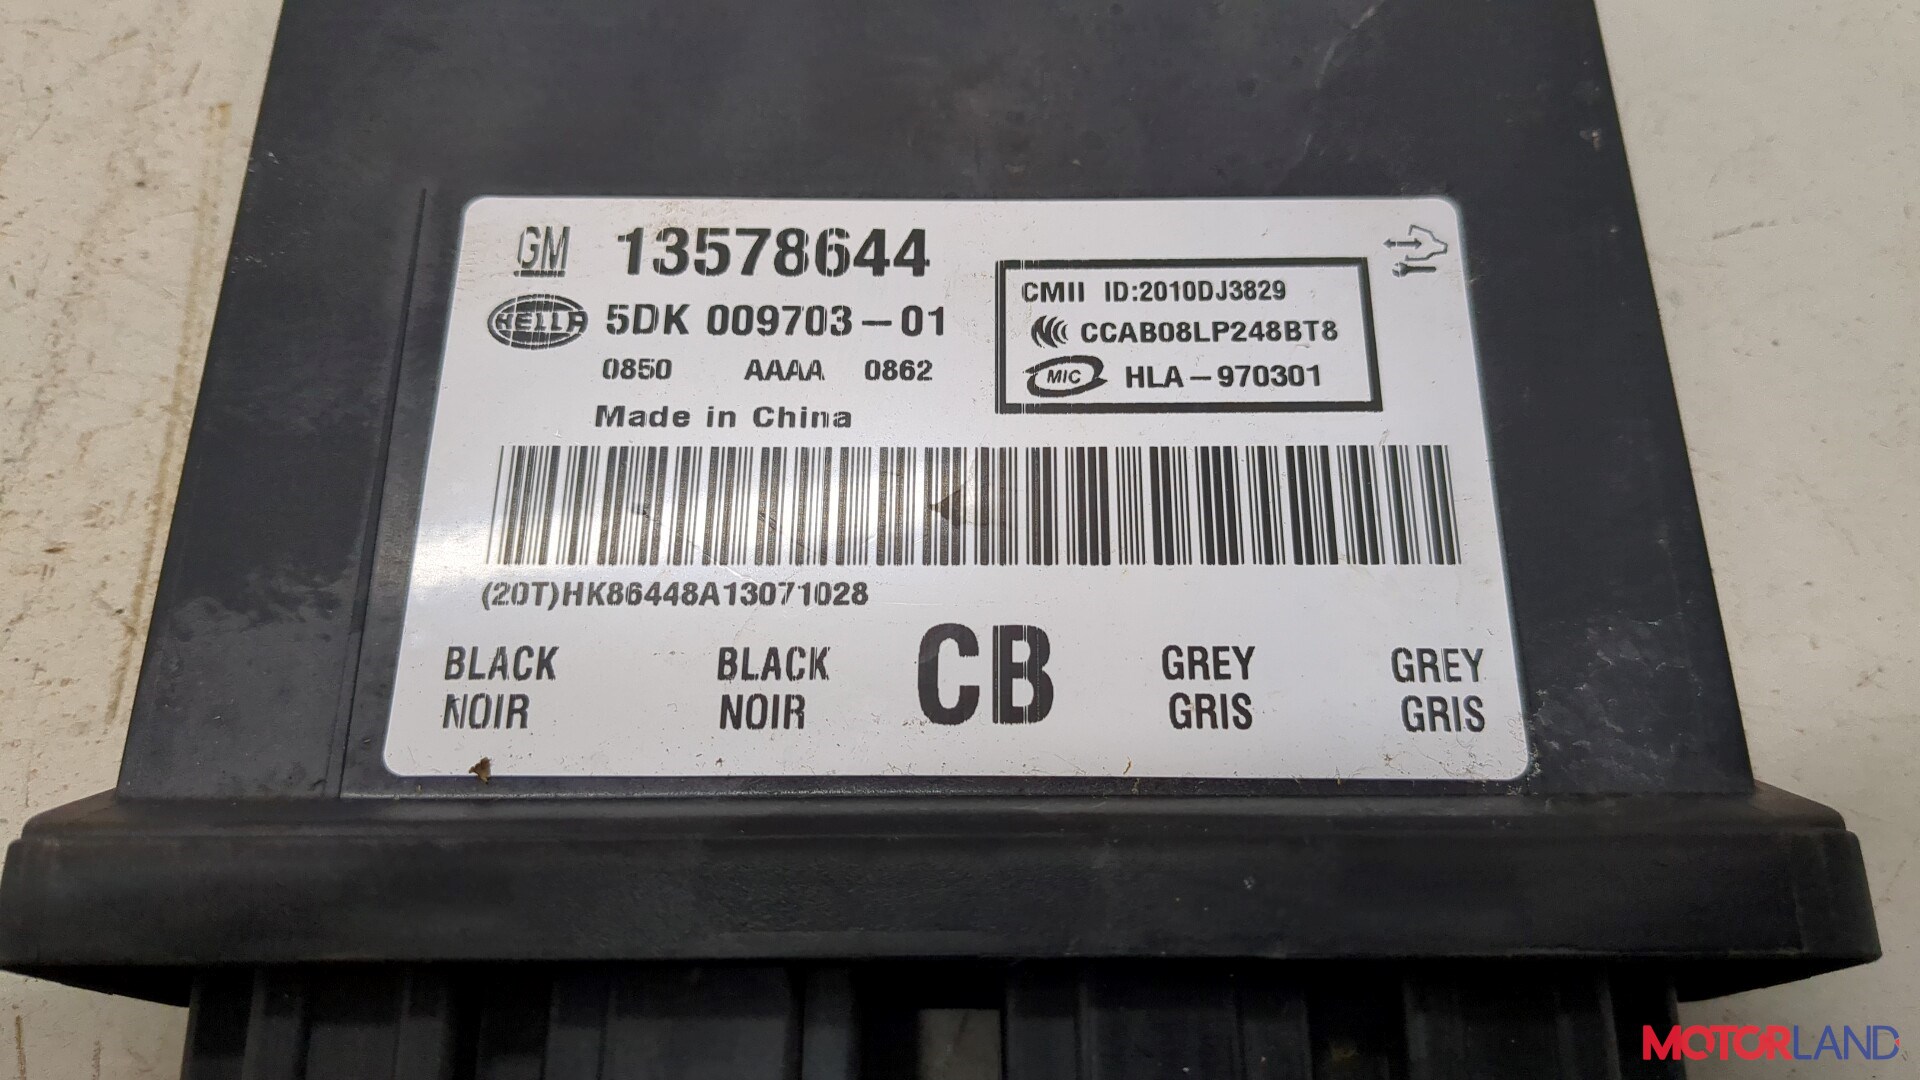 GM 13578644
HELLA 5DK 009703-01
0850 AAAA 0862
Made in China
CMII ID:2010DJ3829
CCAB08LP248BT8
MIC HLA-970301
(20T)HK86448A13071028
BLACK BLACK CB GREY GREY
NOIR NOIR GRIS GRIS
MOTORLAND